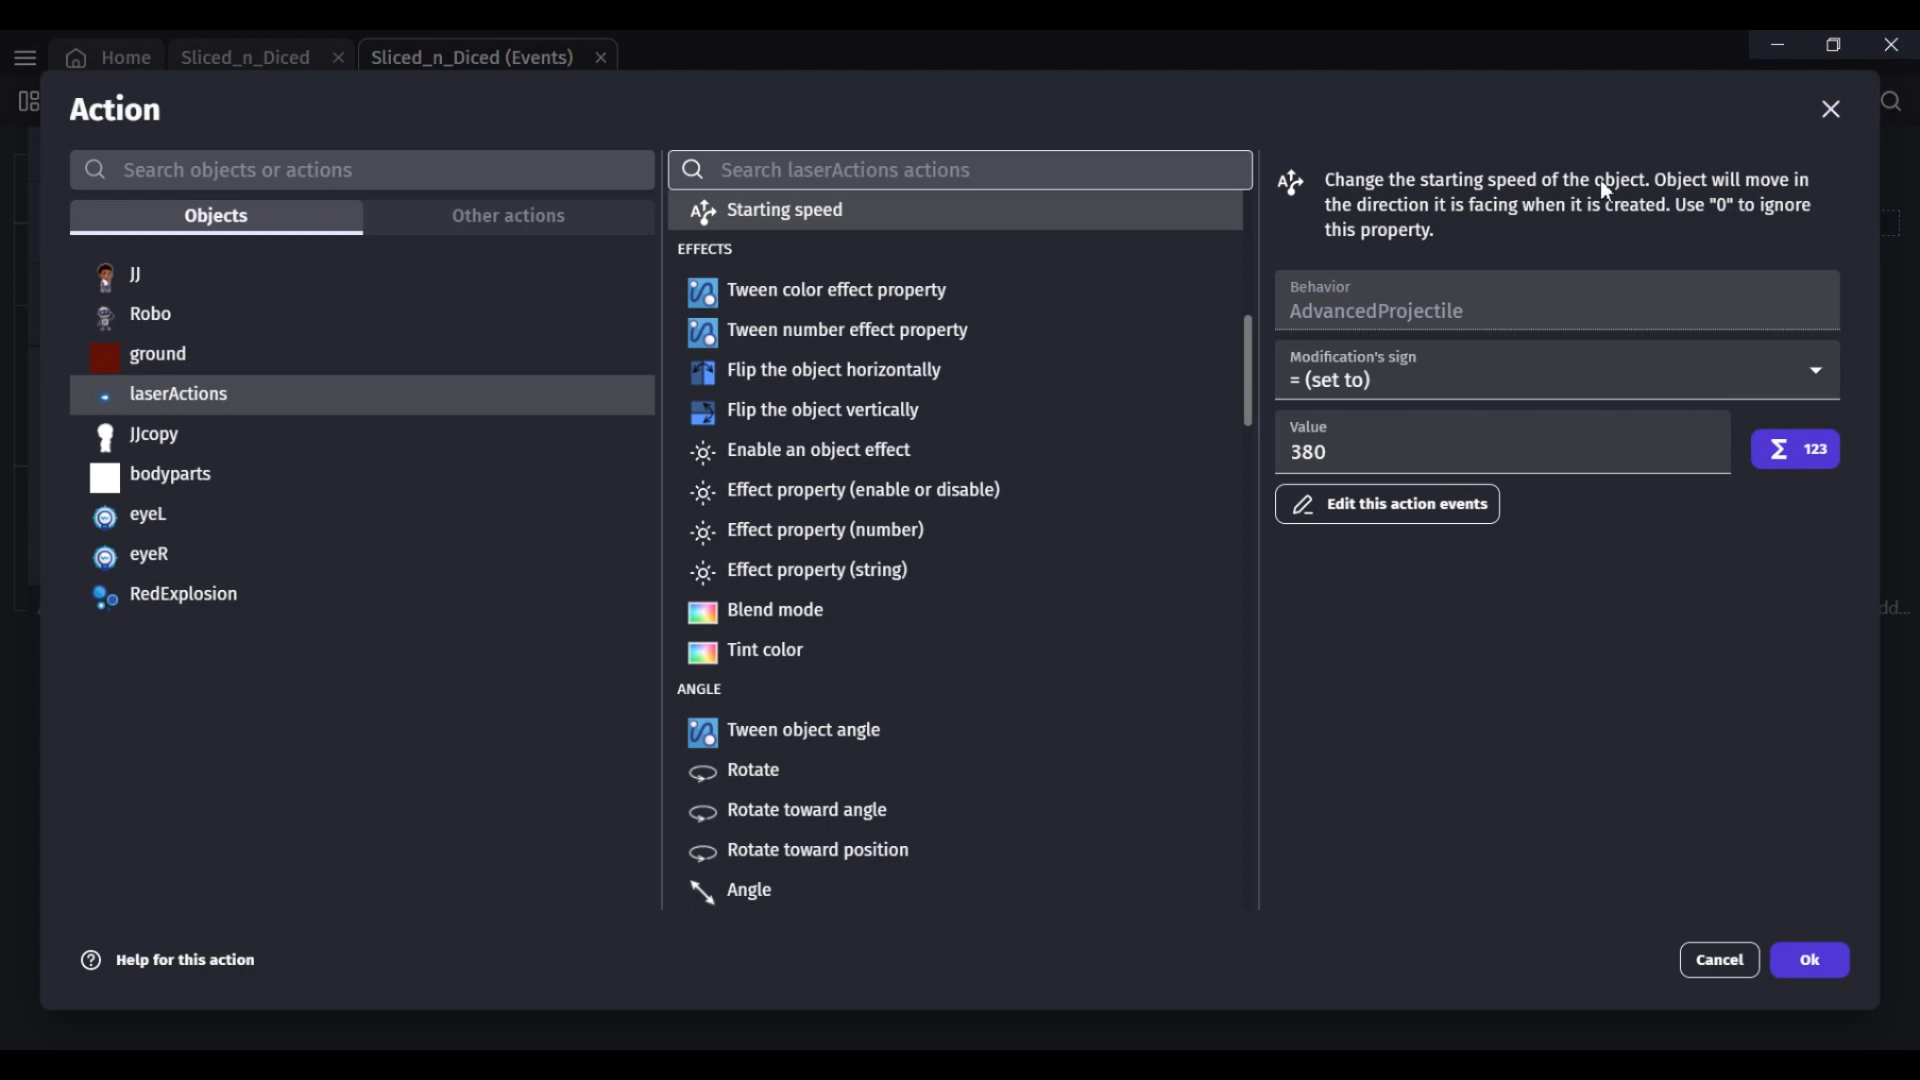 Home
Sliced_n_Diced
Sliced_n_Diced (Events)
Action
Search objects or actions
Objects
Other actions
JJ
Robo
ground
laserActions
JJcopy
bodyparts
eyeL
eyeR
RedExplosion
Search laserActions actions
Starting speed
EFFECTS
Tween color effect property
Tween number effect property
Flip the object horizontally
Flip the object vertically
Enable an object effect
Effect property (enable or disable)
Effect property (number)
Effect property (string)
Blend mode
Tint color
ANGLE
Tween object angle
Rotate
Rotate toward angle
Rotate toward position
Angle
Change the starting speed of the object. Object will move in
the direction it is facing when it is created. Use "0" to ignore
this property.
Behavior
AdvancedProjectile
Modification's sign
= (set to)
Value
380
Σ 123
Edit this action events
dd...
Help for this action
Cancel
Ok